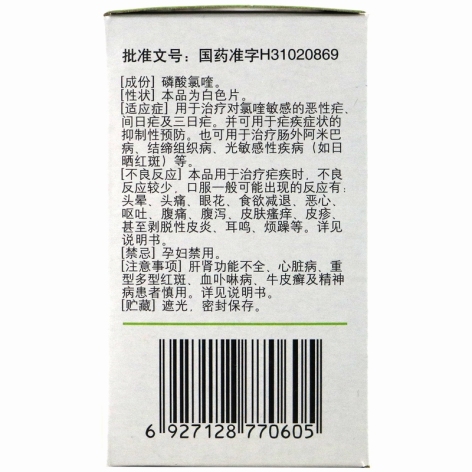 批准文号：国药准字H31020869
[成份] 磷酸氯喹。
[性状] 本品为白色片。
[适应症] 用于治疗对氯喹敏感的恶性疟、
间日疟及三日疟。并可用于疟疾症状的
抑制性预防。也可用于治疗肠外阿米巴
病、结缔组织病、光敏感性疾病（如日
晒红斑）等。
[不良反应] 本品用于治疗疟疾时，不良
反应较少，口服一般可能出现的反应有：
头晕、头痛、眼花、食欲减退、恶心、
呕吐、腹痛、腹泻、皮肤瘙痒、皮疹、
甚至剥脱性皮炎、耳鸣、烦躁等。详见
说明书。
[禁忌] 孕妇禁用。
[注意事项] 肝肾功能不全、心脏病、重
型多型红斑、血卟啉病、牛皮癣及精神
病患者慎用。详见说明书。
[贮藏] 遮光，密封保存。
6 927128 770605